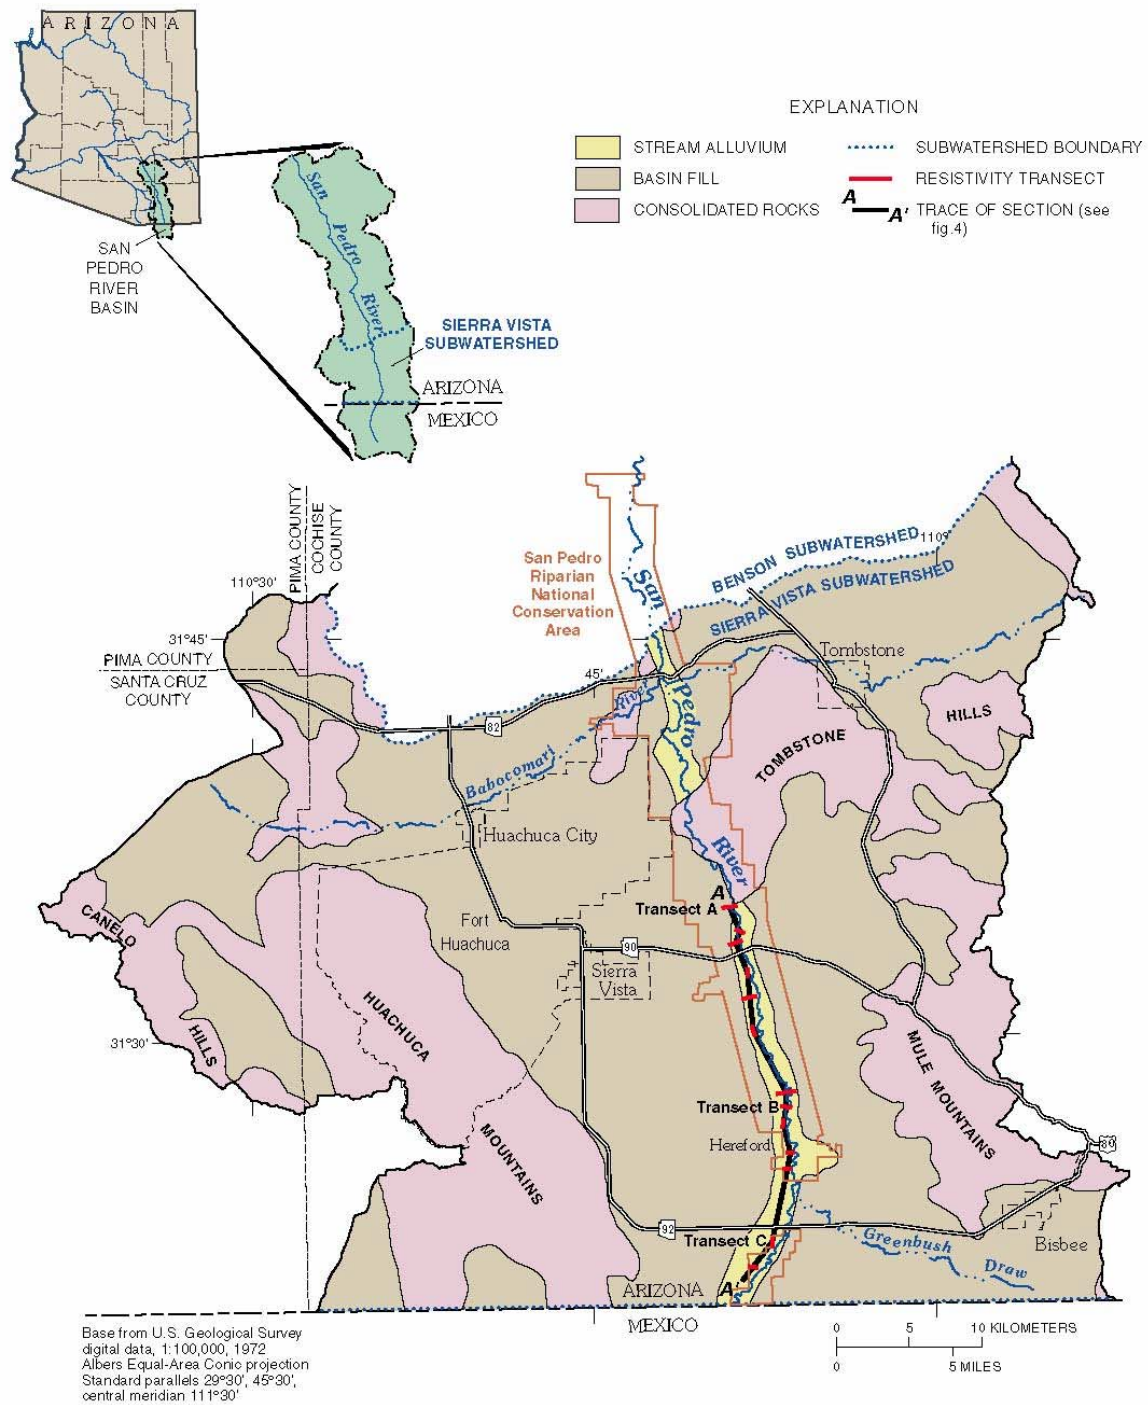 ARIZONA
SAN
PEDRO
RIVER
BASIN
San
Pedro
River
SIERRA VISTA
SUBWATERSHED
ARIZONA
MEXICO
EXPLANATION
STREAM ALLUVIUM
BASIN FILL
CONSOLIDATED ROCKS
SUBWATERSHED BOUNDARY
RESISTIVITY TRANSECT
A
A' TRACE OF SECTION (see
fig.4)
PIMA COUNTY
COCHISE
COUNTY
110°30'
31°45'
PIMA COUNTY
SANTA CRUZ
COUNTY
San Pedro
Riparian
National
Conservation
Area
San
BENSON SUBWATERSHED
110°
SIERRA VISTA SUBWATERSHED
Tombstone
45'
River
Pedro
82
HILLS
TOMBSTONE
Babocomari
Huachuca City
River
A
Transect A
CANELO
Fort
Huachuca
90
Sierra
Vista
HUACHUCA
31°30'
HILLS
MULE MOUNTAINS
Transect B
MOUNTAINS
Hereford
80
92
Transect C
Greenbush
Draw
Bisbee
ARIZONA
A'
MEXICO
Base from U.S. Geological Survey
digital data, 1:100,000, 1972
Albers Equal-Area Conic projection
Standard parallels 29°30', 45°30',
central meridian 111°30'
0 5 10 KILOMETERS
0 5 MILES